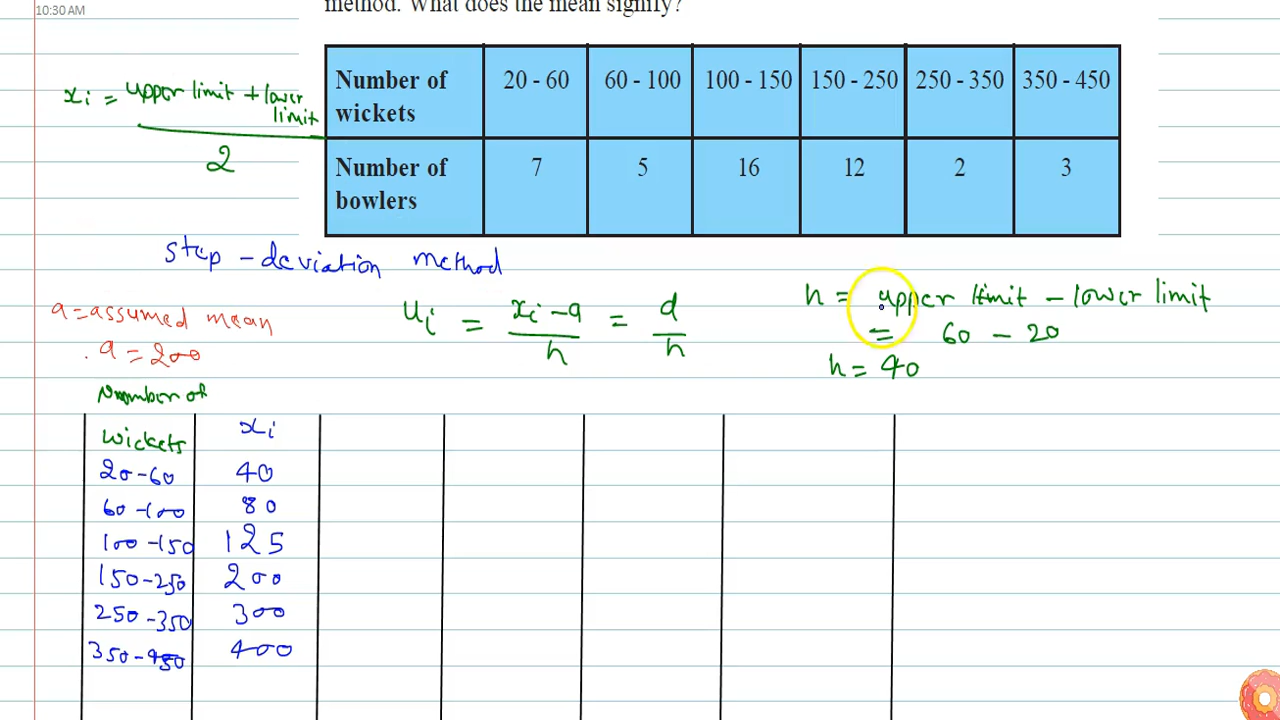 10:30 AM
method. What does the mean signify?
Number of wickets 20 - 60 60 - 100 100 - 150 150 - 250 250 - 350 350 - 450
Number of bowlers 7 5 16 12 2 3
xi = upper limit + lower limit
2
step - deviation method
a = assumed mean
a = 200
ui = xi - a / h = d / h
h = upper limit - lower limit
= 60 - 20
h = 40
Number of
wickets xi
20-60 40
60-100 80
100-150 125
150-250 200
250-350 300
350-450 400